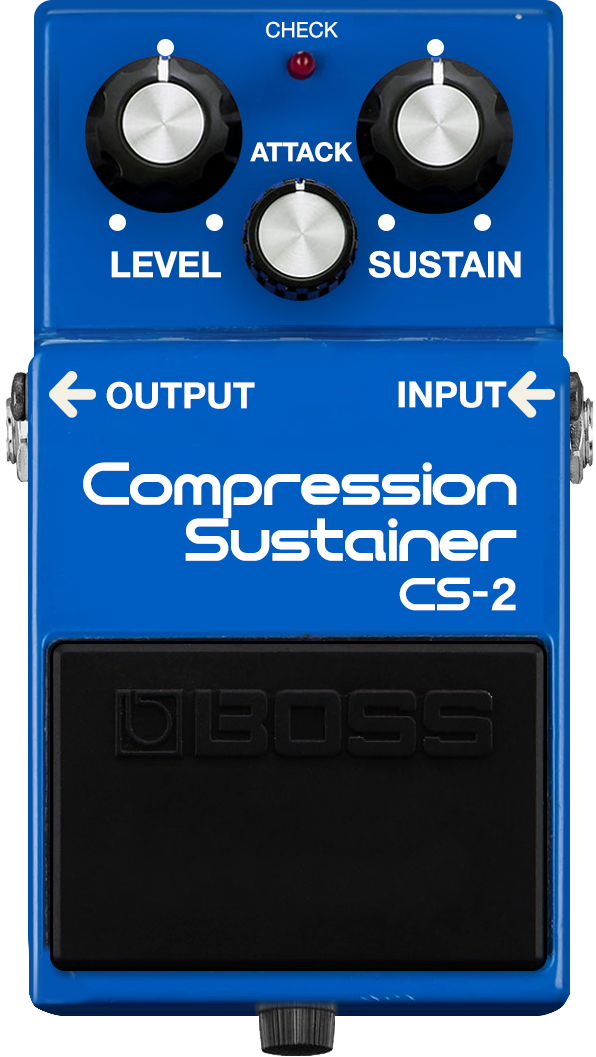 CHECK
ATTACK
LEVEL SUSTAIN
OUTPUT INPUT
Compression
Sustainer
CS-2
BOSS